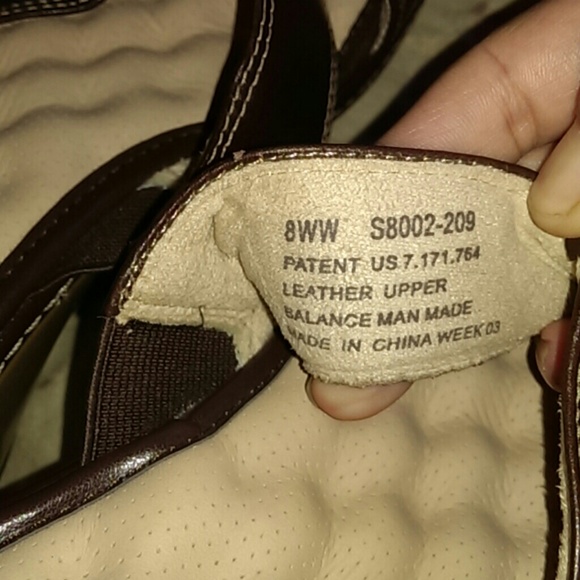 8WW S8002-209
PATENT US 7.171.764
LEATHER UPPER
BALANCE MAN MADE
MADE IN CHINA WEEK 03